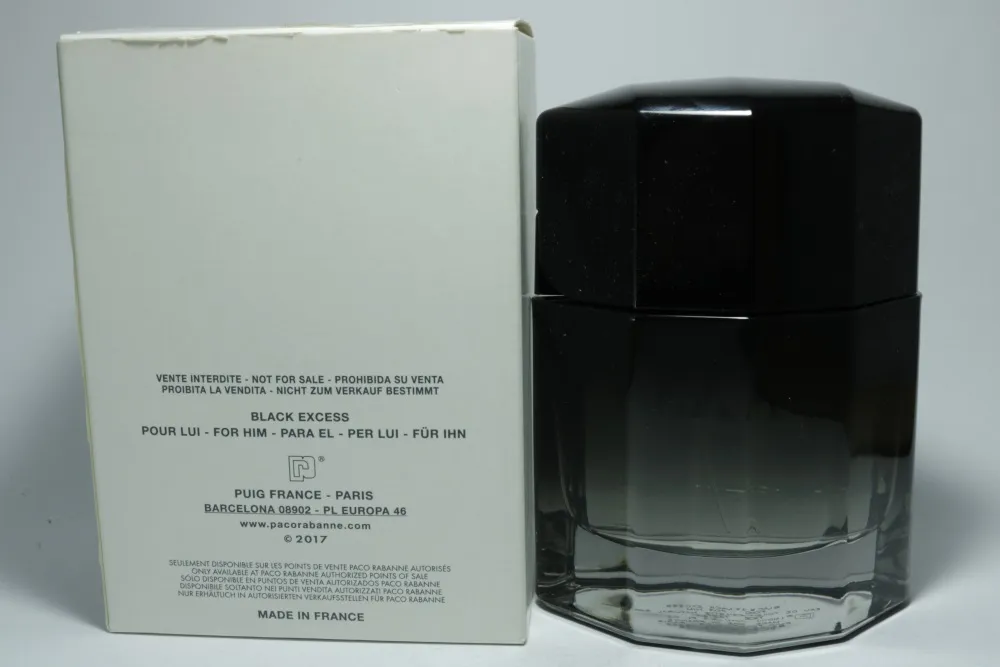 VENTE INTERDITE - NOT FOR SALE - PROHIBIDA SU VENTA
PROIBITA LA VENDITA - NICHT ZUM VERKAUF BESTIMMT
BLACK EXCESS
POUR LUI - FOR HIM - PARA EL - PER LUI - FÜR IHN
®
PUIG FRANCE - PARIS
BARCELONA 08902 - PL EUROPA 46
www.pacorabanne.com
© 2017
SEULEMENT DISPONIBLE SUR LES POINTS DE VENTE PACO RABANNE AUTORISÉS
ONLY AVAILABLE AT PACO RABANNE AUTHORIZED POINTS OF SALE
SÓLO DISPONIBLE EN PUNTOS DE VENTA AUTORIZADOS PACO RABANNE
DISPONIBILE SOLTANTO NEI PUNTI VENDITA AUTORIZZATI PACO RABANNE
NUR ERHÄLTLICH IN AUTORISIERTEN VERKAUFSSTELLEN FÜR PACO RABANNE
MADE IN FRANCE